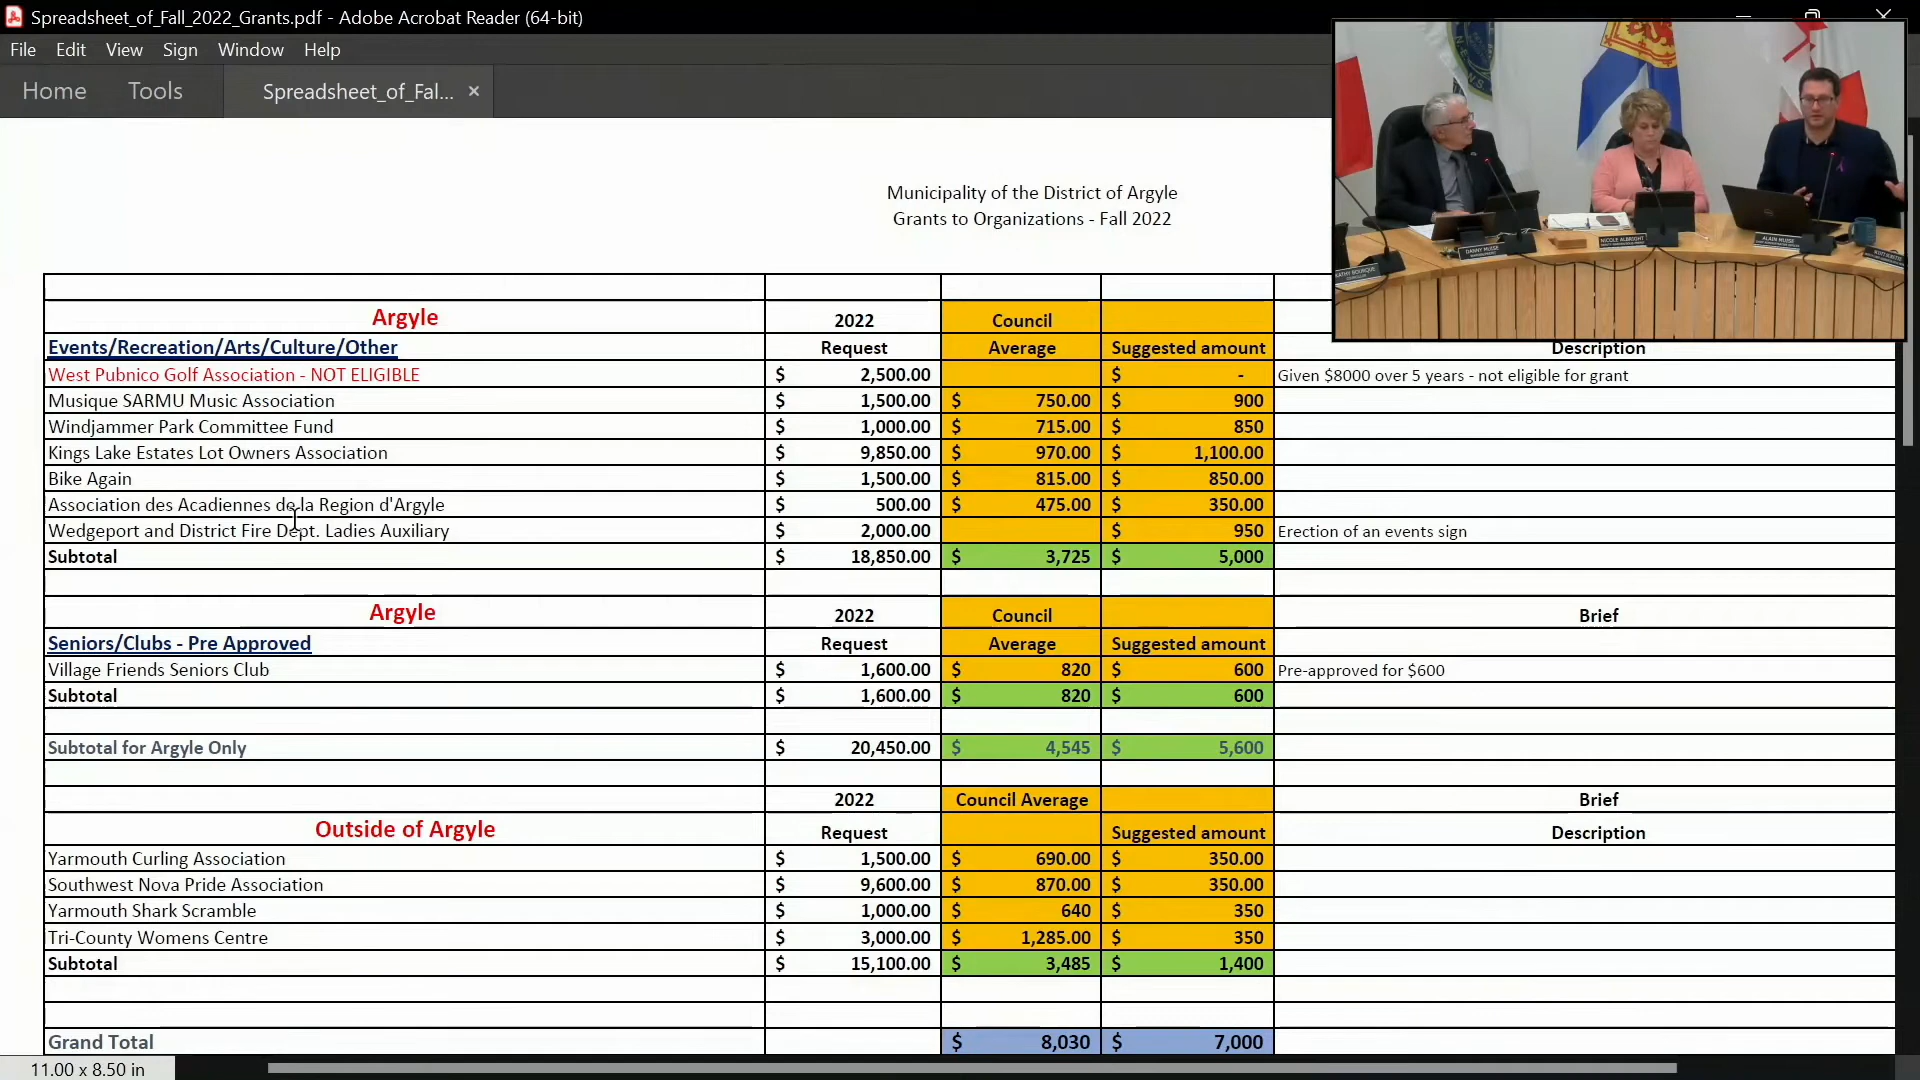 Spreadsheet_of_Fall_2022_Grants.pdf - Adobe Acrobat Reader (64-bit)
File Edit View Sign Window Help
Home Tools Spreadsheet_of_Fal... ×
Municipality of the District of Argyle
Grants to Organizations - Fall 2022
DANNY MUISE
NICOLE ALBRIGHT
ALAIN MUISE
Argyle 2022 Council
Events/Recreation/Arts/Culture/Other Request Average Suggested amount Description
West Pubnico Golf Association - NOT ELIGIBLE $ 2,500.00 $ - Given $8000 over 5 years - not eligible for grant
Musique SARMU Music Association $ 1,500.00 $ 750.00 $ 900
Windjammer Park Committee Fund $ 1,000.00 $ 715.00 $ 850
Kings Lake Estates Lot Owners Association $ 9,850.00 $ 970.00 $ 1,100.00
Bike Again $ 1,500.00 $ 815.00 $ 850.00
Association des Acadiennes de la Region d'Argyle $ 500.00 $ 475.00 $ 350.00
Wedgeport and District Fire Dept. Ladies Auxiliary $ 2,000.00 $ 950 Erection of an events sign
Subtotal $ 18,850.00 $ 3,725 $ 5,000
Argyle 2022 Council Brief
Seniors/Clubs - Pre Approved Request Average Suggested amount
Village Friends Seniors Club $ 1,600.00 $ 820 $ 600 Pre-approved for $600
Subtotal $ 1,600.00 $ 820 $ 600
Subtotal for Argyle Only $ 20,450.00 $ 4,545 $ 5,600
2022 Council Average Brief
Outside of Argyle Request Suggested amount Description
Yarmouth Curling Association $ 1,500.00 $ 690.00 $ 350.00
Southwest Nova Pride Association $ 9,600.00 $ 870.00 $ 350.00
Yarmouth Shark Scramble $ 1,000.00 $ 640 $ 350
Tri-County Womens Centre $ 3,000.00 $ 1,285.00 $ 350
Subtotal $ 15,100.00 $ 3,485 $ 1,400
Grand Total $ 8,030 $ 7,000
11.00 x 8.50 in